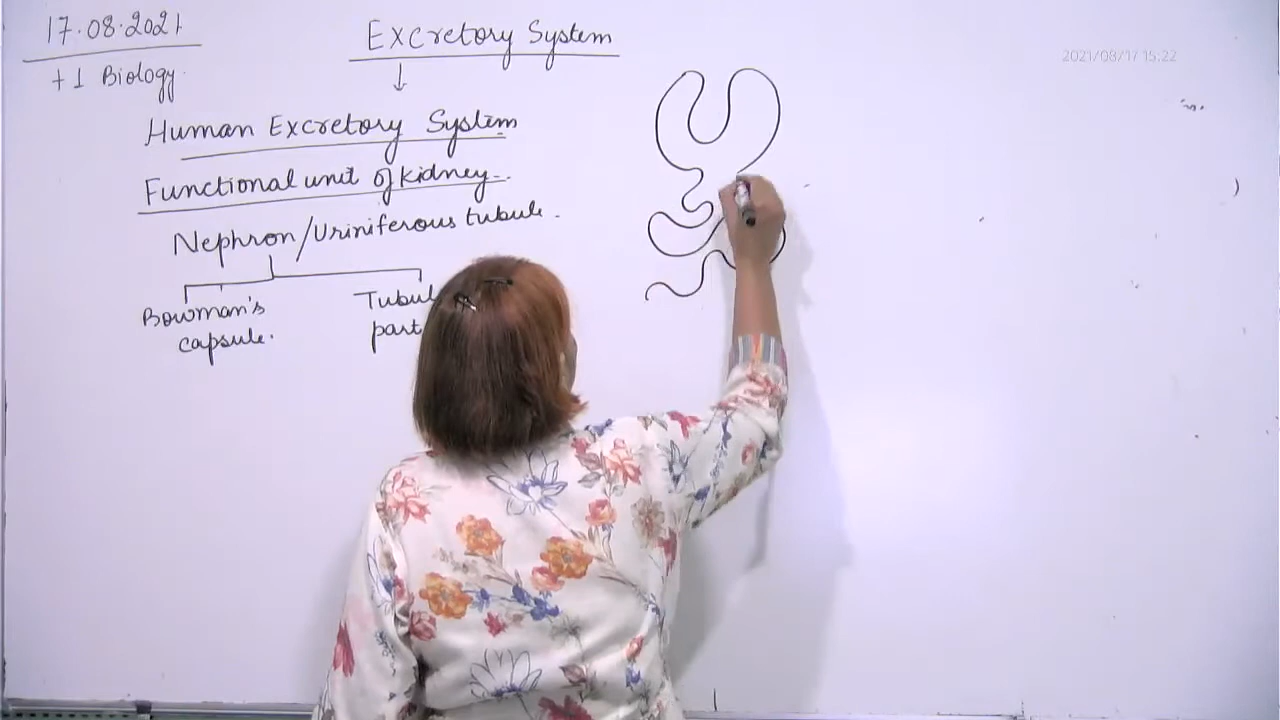 17.08.2021
+1 Biology.
Excretory System
↓
Human Excretory System
Functional unit of kidney.
Nephron/Uriniferous tubule.
Bowman's
capsule.
part
2021/08/17 15:22